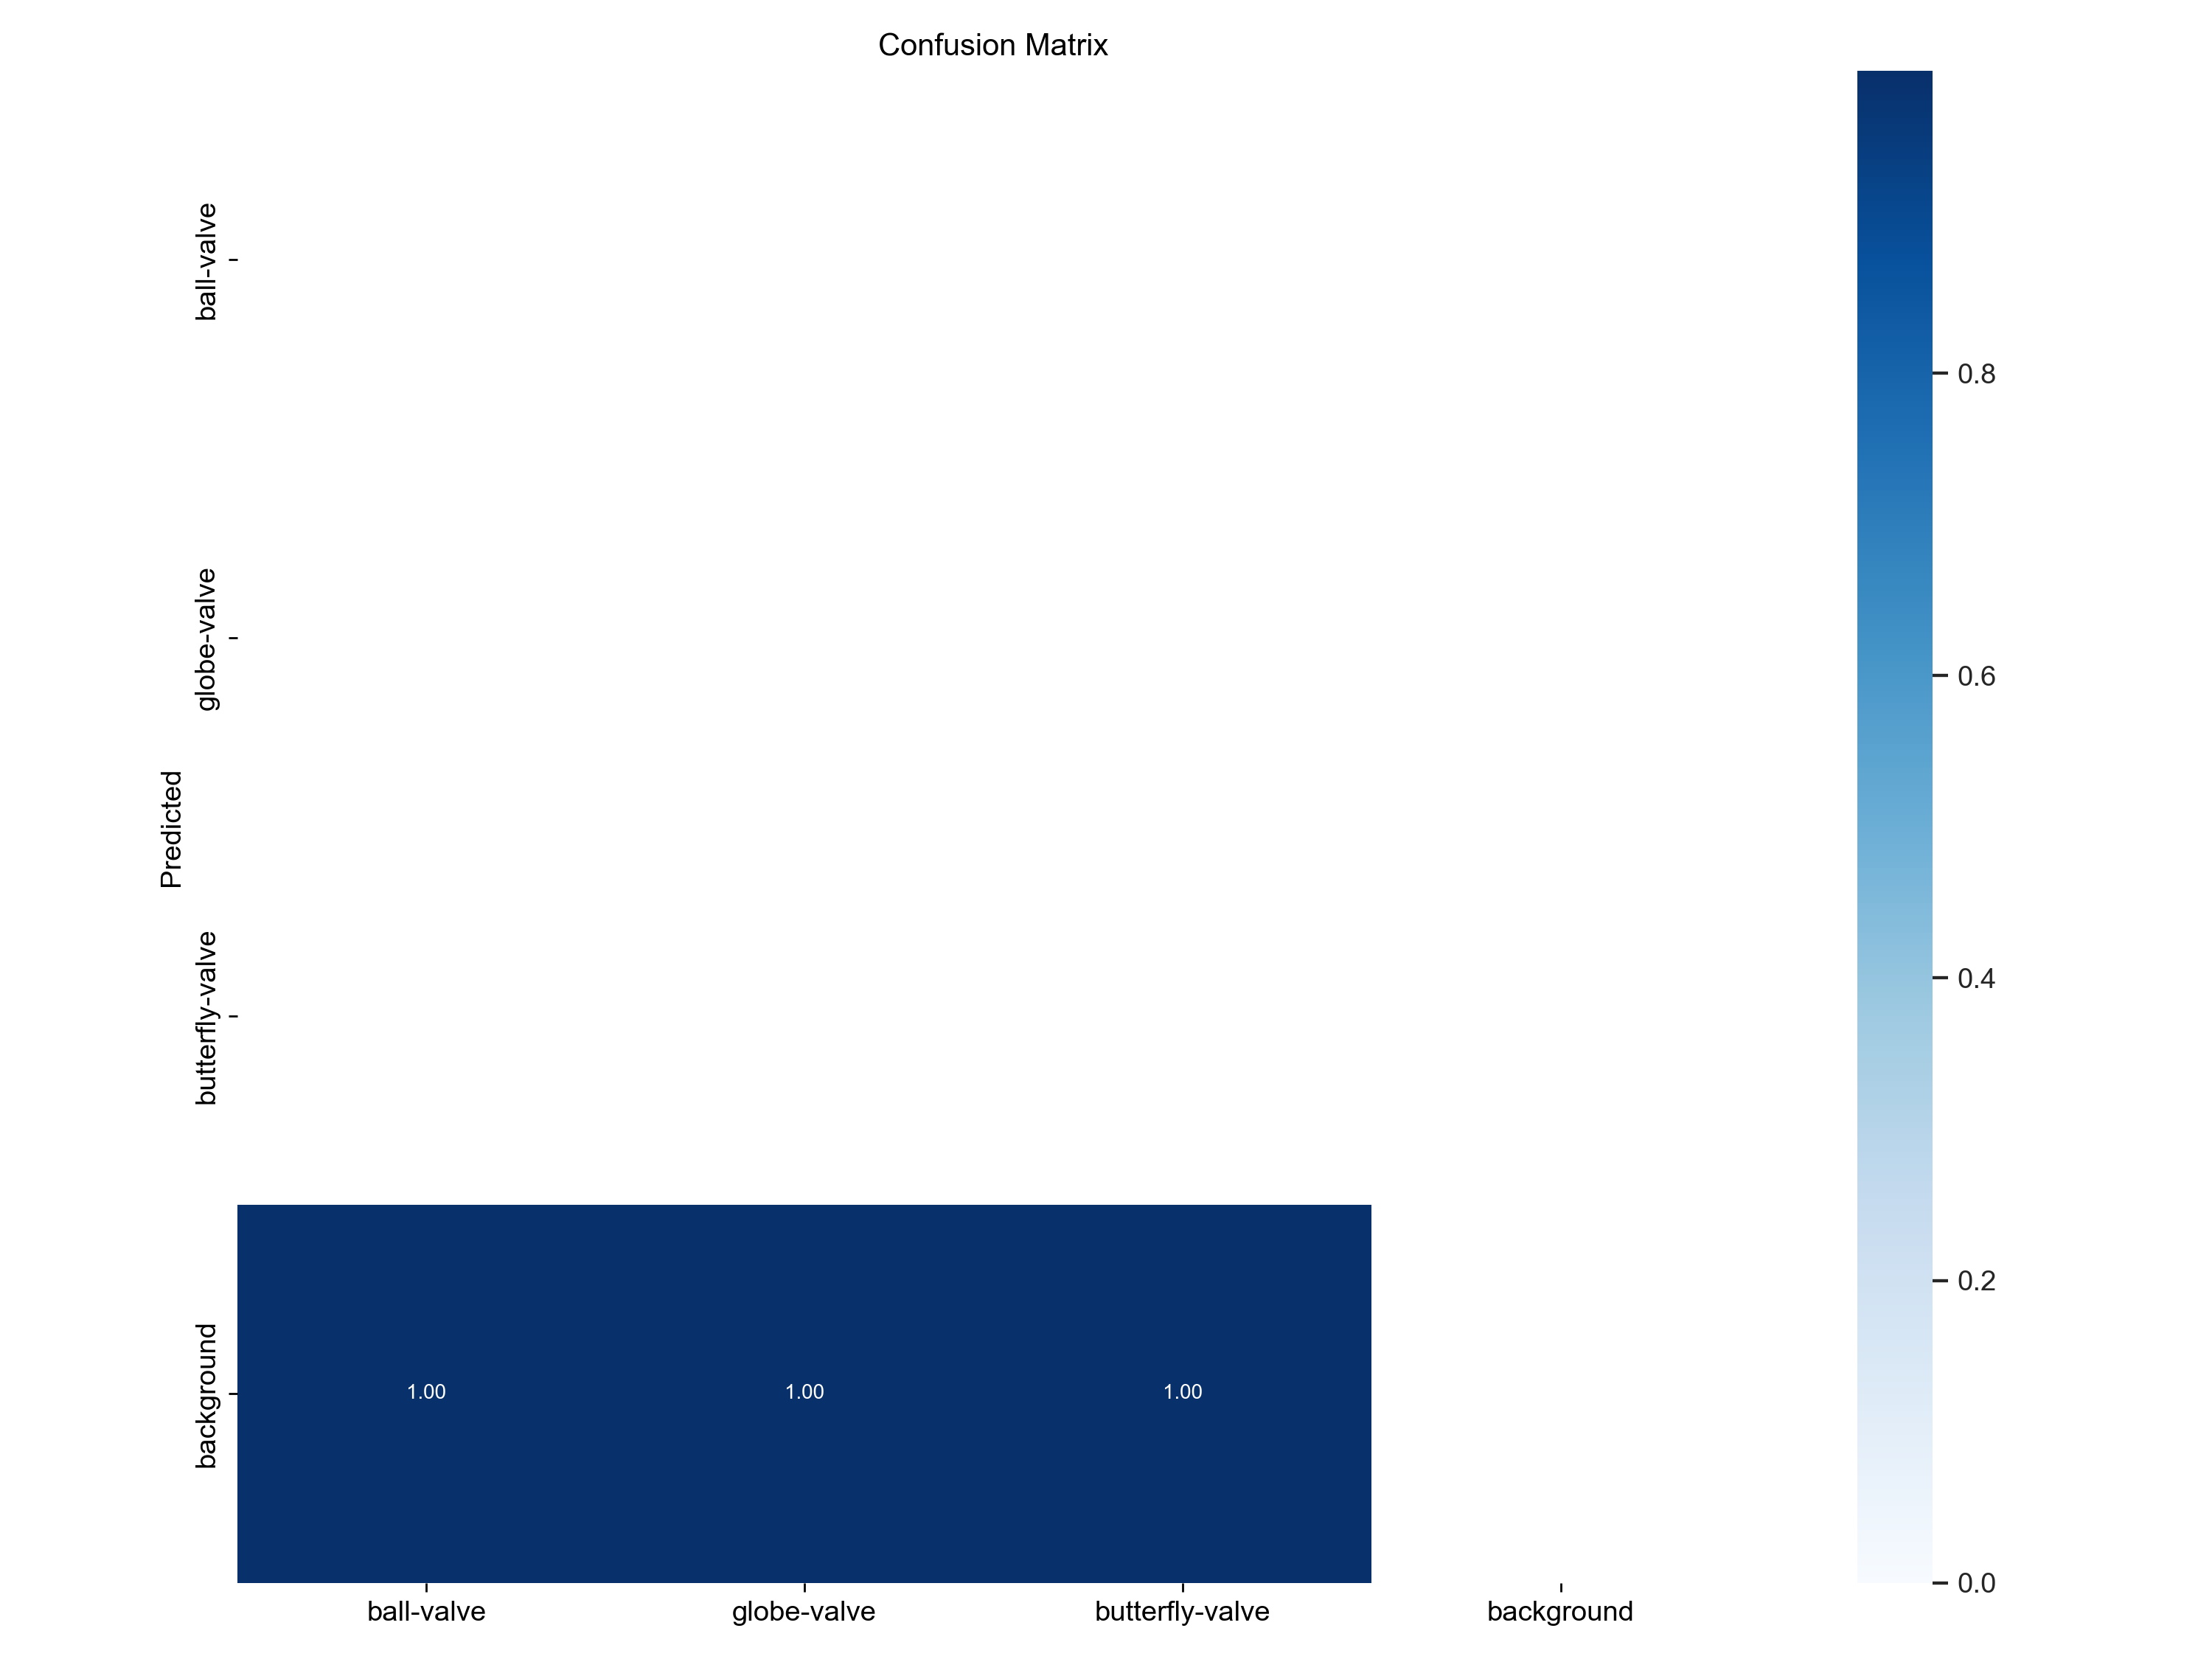 Confusion Matrix
ball-valve
globe-valve
butterfly-valve
background
Predicted
1.00 1.00 1.00
ball-valve globe-valve butterfly-valve background
0.8
0.6
0.4
0.2
0.0